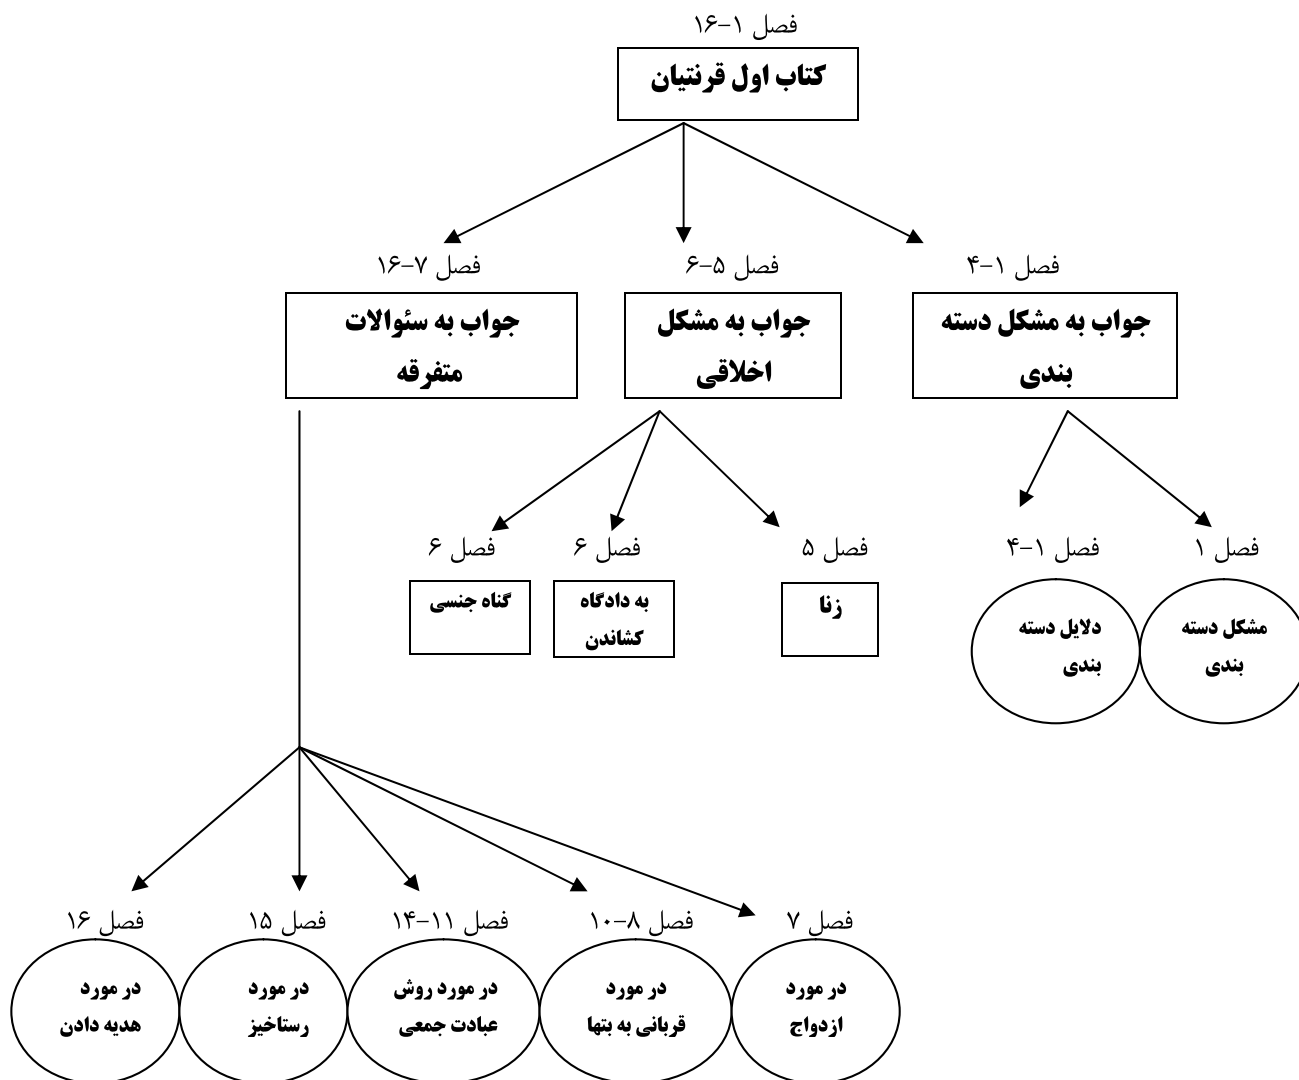 فصل ۱-۱۶
کتاب اول قرنتیان
فصل ۱-۴
جواب به مشکل دسته
بندی
فصل ۵-۶
جواب به مشکل
اخلاقی
فصل ۷-۱۶
جواب به سئوالات
متفرقه
فصل ۱
مشکل دسته
بندی
فصل ۱-۴
دلایل دسته
بندی
فصل ۵
زنا
فصل ۶
به دادگاه
کشاندن
فصل ۶
گناه جنسی
فصل ۷
در مورد
ازدواج
فصل ۸-۱۰
در مورد
قربانی به بتها
فصل ۱۱-۱۴
در مورد روش
عبادت جمعی
فصل ۱۵
در مورد
رستاخیز
فصل ۱۶
در مورد
هدیه دادن